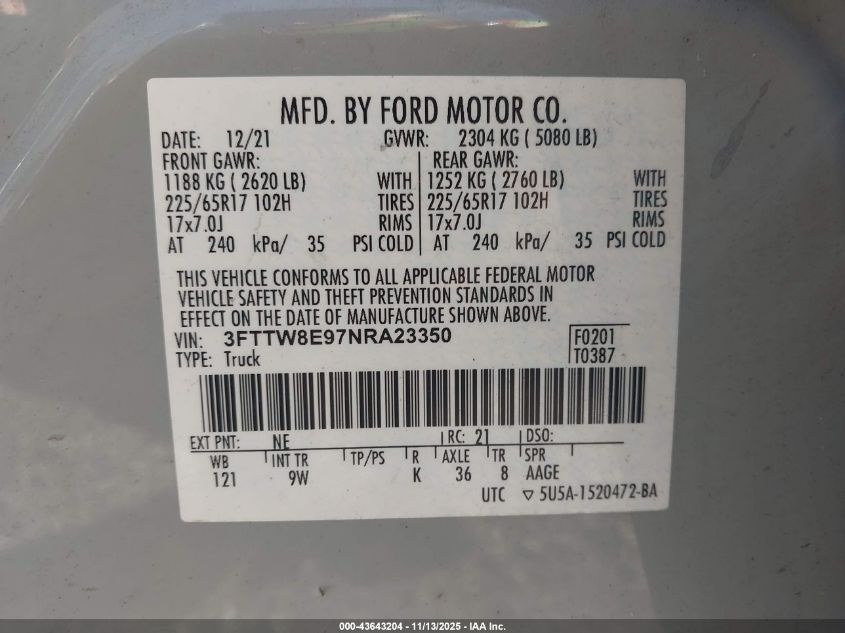 MFD. BY FORD MOTOR CO.
DATE: 12/21 GVWR: 2304 KG ( 5080 LB)
FRONT GAWR: REAR GAWR:
1188 KG ( 2620 LB) WITH 1252 KG ( 2760 LB) WITH
225/65R17 102H TIRES 225/65R17 102H TIRES
17x7.0J RIMS 17x7.0J RIMS
AT 240 kPa/ 35 PSI COLD AT 240 kPa/ 35 PSI COLD
THIS VEHICLE CONFORMS TO ALL APPLICABLE FEDERAL MOTOR
VEHICLE SAFETY AND THEFT PREVENTION STANDARDS IN
EFFECT ON THE DATE OF MANUFACTURE SHOWN ABOVE.
VIN: 3FTTW8E97NRA23350 F0201
TYPE: Truck T0387
EXT PNT: NE RC: 21 DSO:
WB INT TR TP/PS R AXLE TR SPR
121 9W K 36 8 AAGE
UTC ▽ 5U5A-1520472-BA
000-43643204 - 11/13/2025 - IAA Inc.